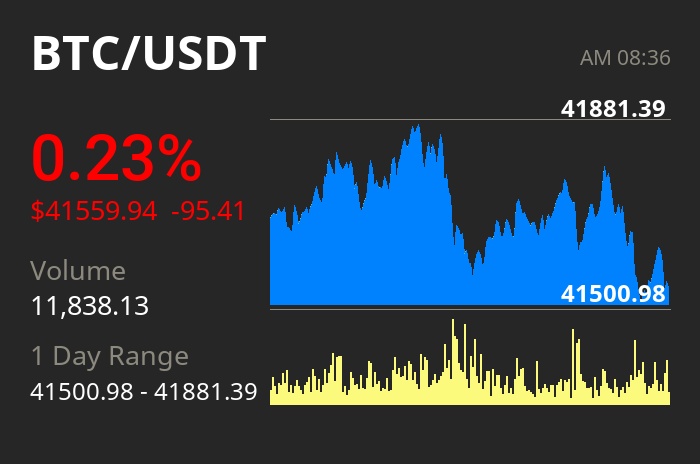 BTC/USDT
AM 08:36
41881.39
0.23%
$41559.94 -95.41
Volume
11,838.13
41500.98
1 Day Range
41500.98 - 41881.39